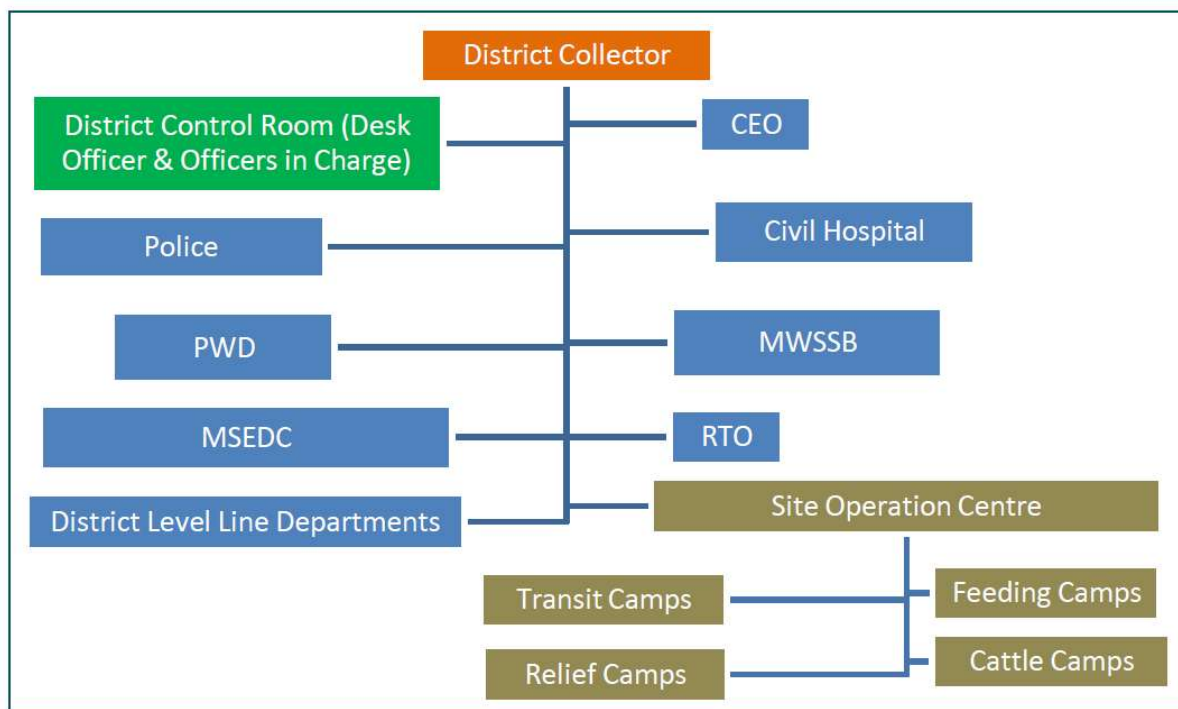 District Collector
District Control Room (Desk
Officer & Officers in Charge)
CEO
Police
Civil Hospital
PWD
MWSSB
MSEDC
RTO
District Level Line Departments
Site Operation Centre
Transit Camps
Feeding Camps
Relief Camps
Cattle Camps